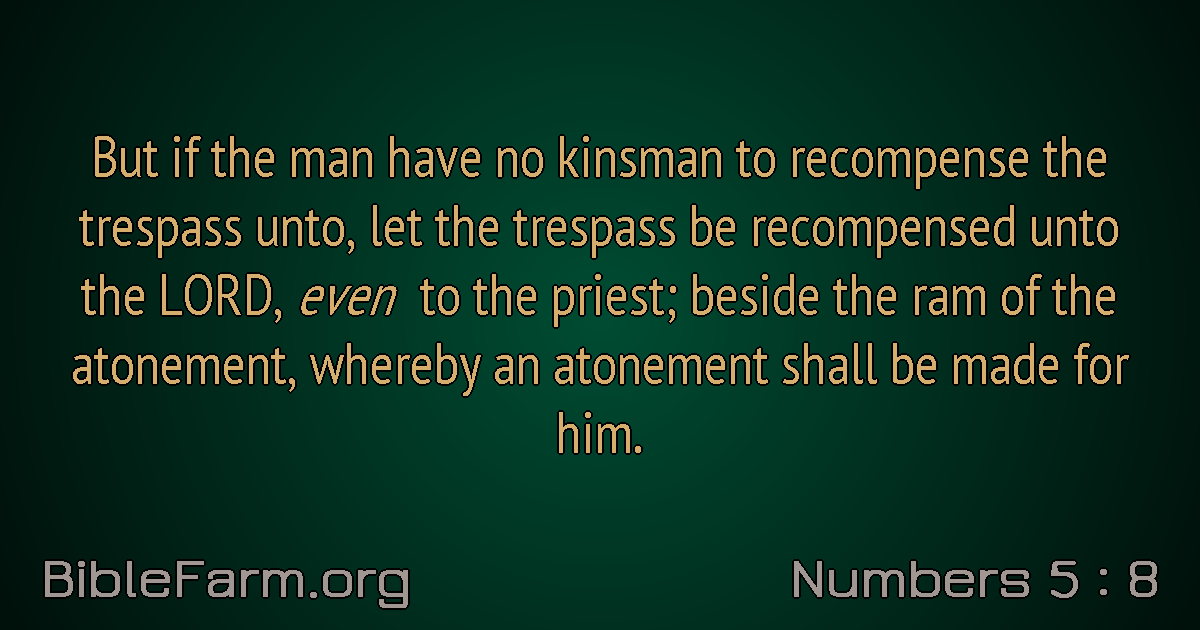 But if the man have no kinsman to recompense the
trespass unto, let the trespass be recompensed unto
the LORD, even to the priest; beside the ram of the
atonement, whereby an atonement shall be made for
him.
BibleFarm.org
Numbers 5 : 8